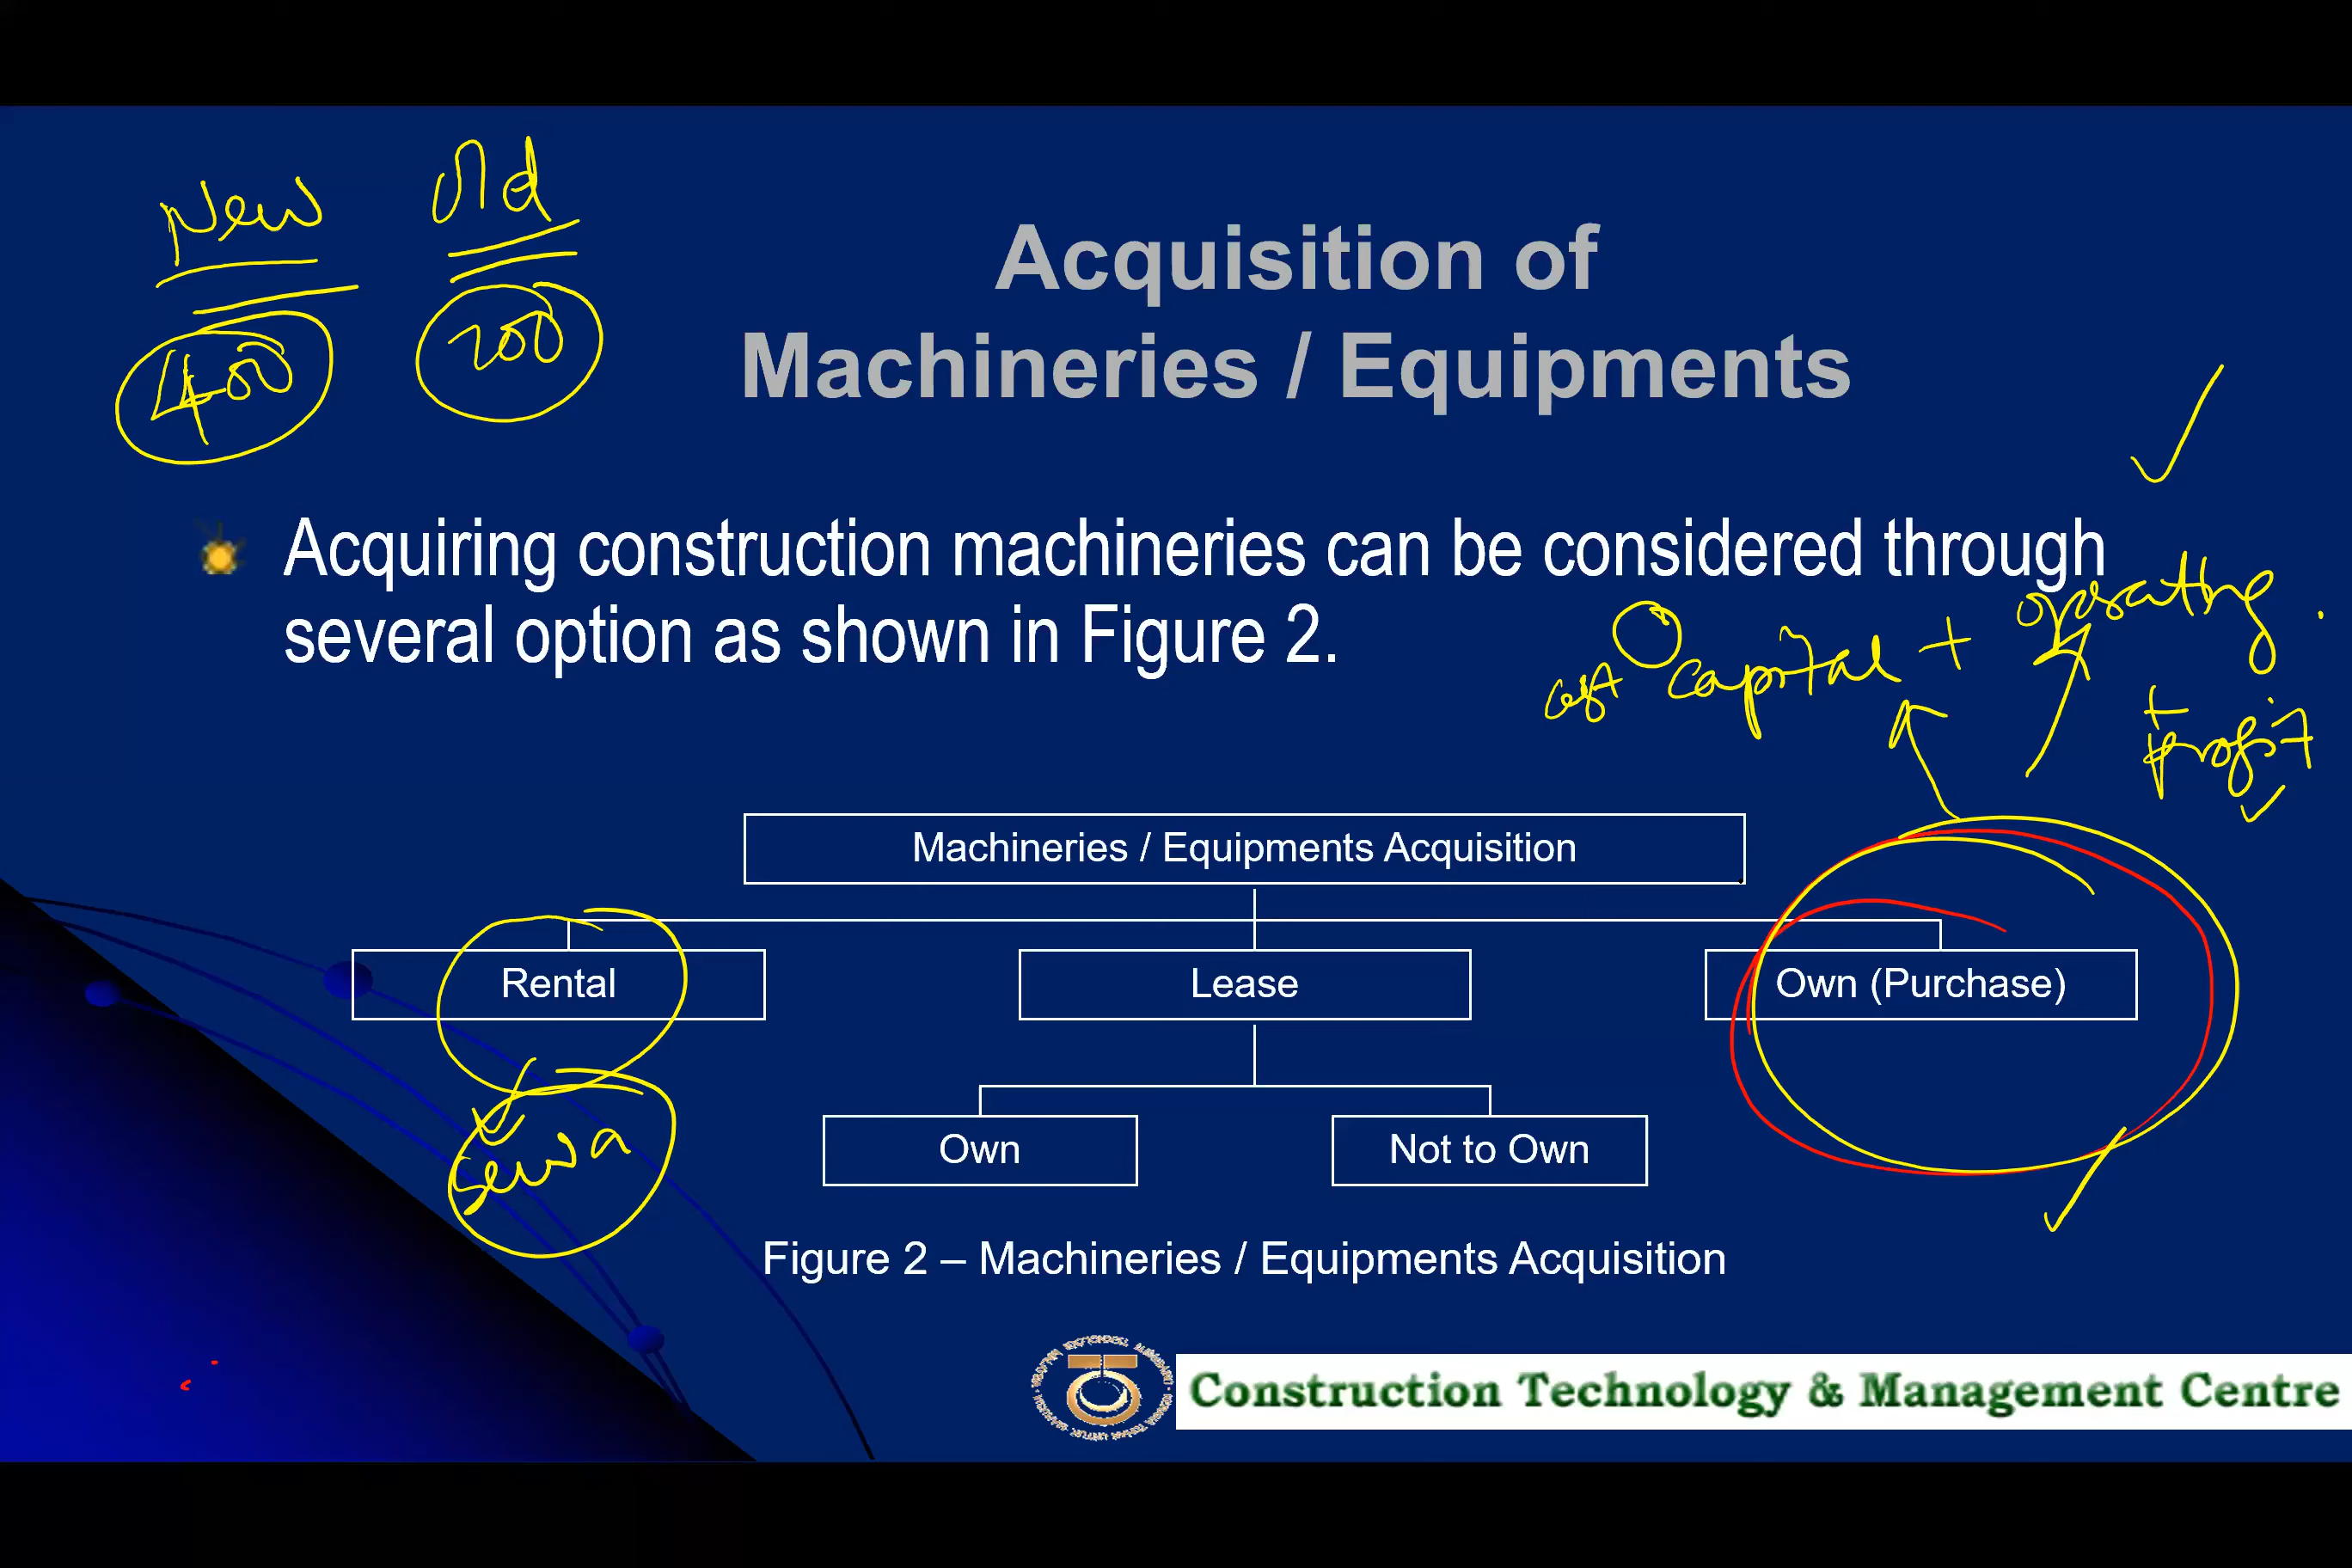 New Old
400 200
Acquisition of
Machineries / Equipments
Acquiring construction machineries can be considered through
several option as shown in Figure 2.
cost capital + operating
+
profit
Machineries / Equipments Acquisition
Rental Lease Own (Purchase)
sewa
Own Not to Own
Figure 2 – Machineries / Equipments Acquisition
Construction Technology & Management Centre